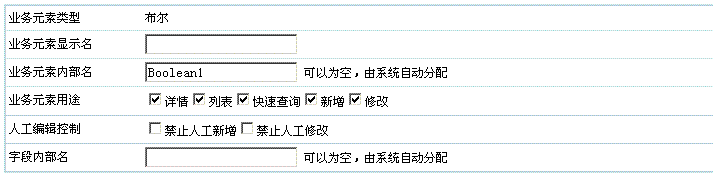 业务元素类型 布尔
业务元素显示名
业务元素内部名 Boolean1 可以为空，由系统自动分配
业务元素用途 详情 列表 快速查询 新增 修改
人工编辑控制 禁止人工新增 禁止人工修改
字段内部名 可以为空，由系统自动分配